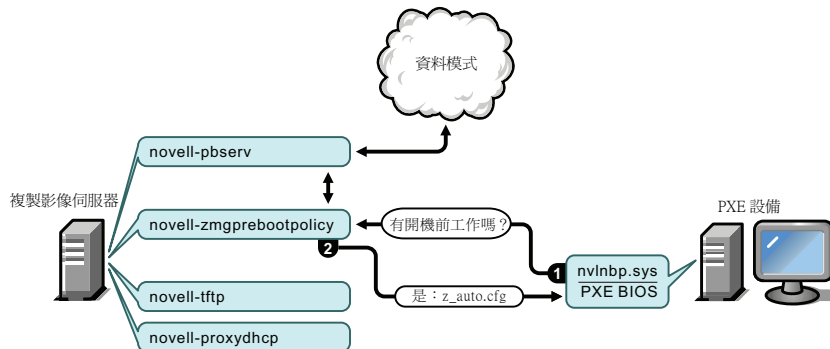 資料模式
novell-pbserv
複製影像伺服器
novell-zmgprebootpolicy
有開機前工作嗎？
PXE 設備
2
1
nvlnbp.sys
PXE BIOS
novell-tftp
是：z_auto.cfg
novell-proxydhcp